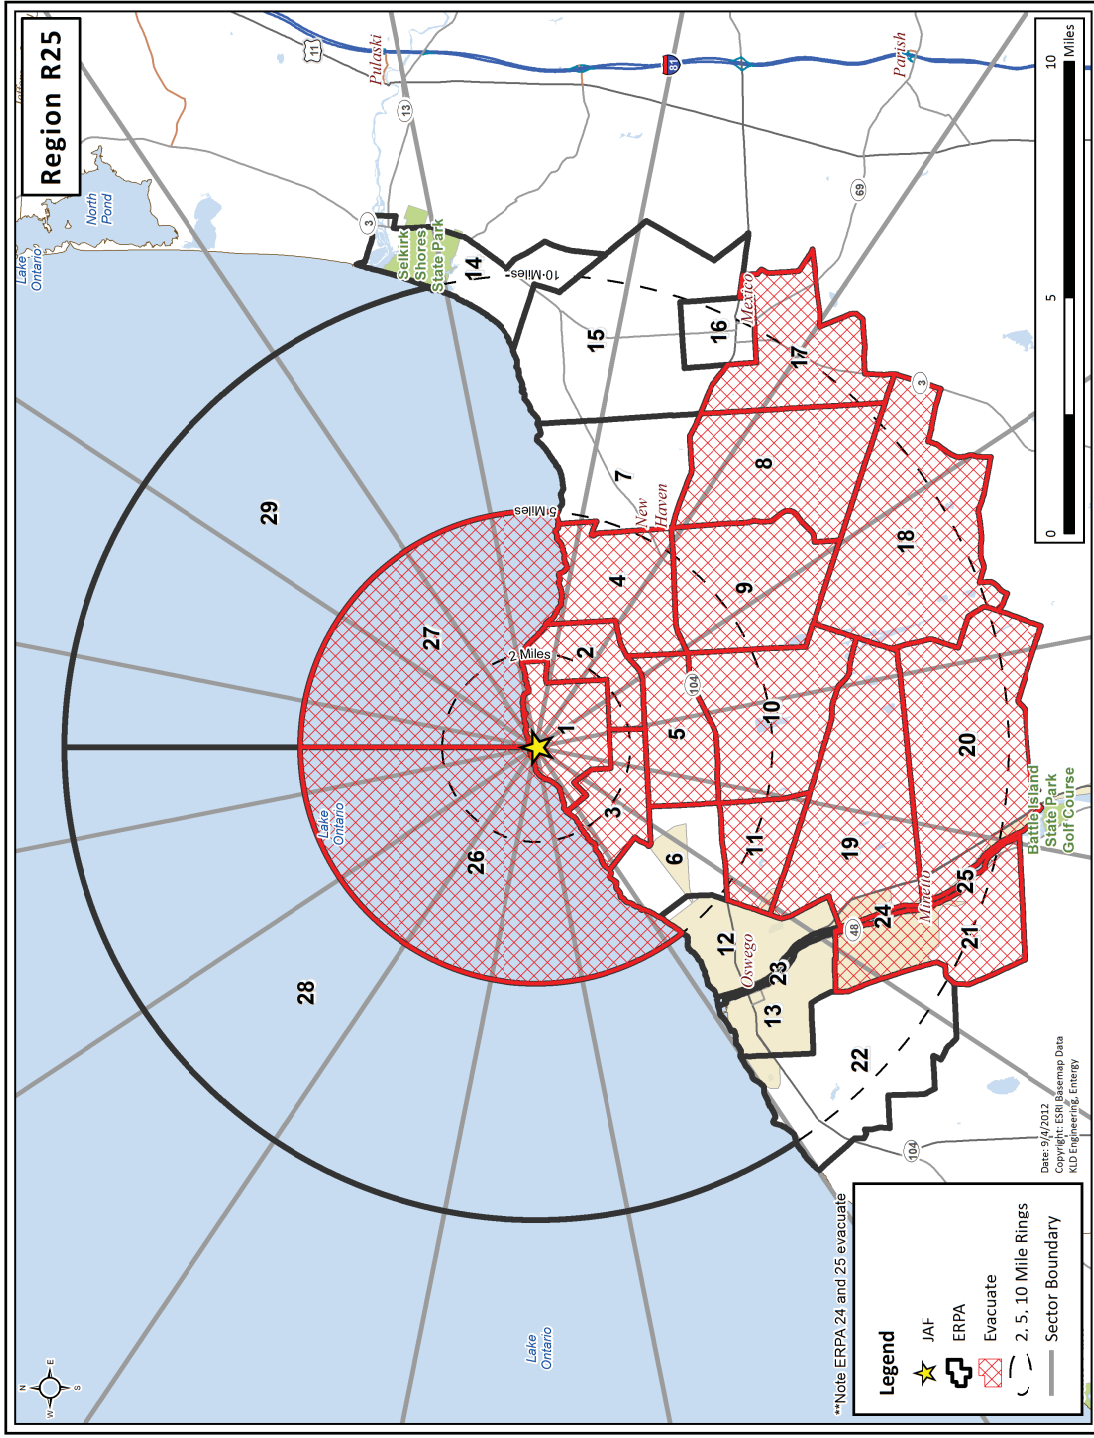 Region R25
N
W
E
S
Lake
Ontario
North
Pond
Lake
Ontario
Lake
Ontario
Pulaski
Parish
11
81
13
3
69
3
104
48
104
Selkirk
Shores
State Park
10 Miles
5 Miles
2 Miles
New
Haven
Mexico
Oswego
Minetto
Battle Island
State Park
Golf Course
1
2
3
4
5
6
7
8
9
10
11
12
13
14
15
16
17
18
19
20
21
22
23
24
25
26
27
28
29
0
5
10
Miles
**Note ERPA 24 and 25 evacuate
Legend
JAF
ERPA
Evacuate
2, 5, 10 Mile Rings
Sector Boundary
Date: 9/4/2012
Copyright: ESRI Basemap Data
KLD Engineering, Entergy